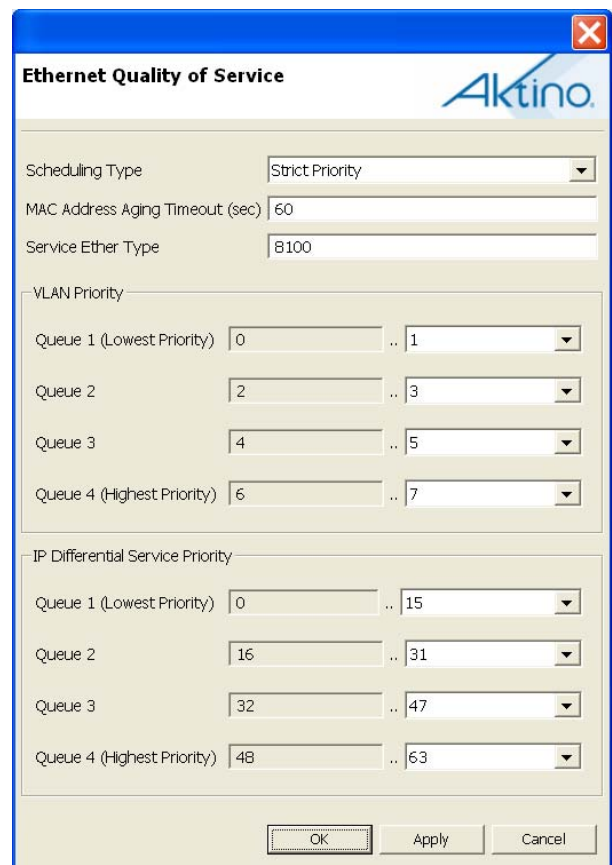 Ethernet Quality of Service
Aktino.
Scheduling Type Strict Priority
MAC Address Aging Timeout (sec) 60
Service Ether Type 8100
VLAN Priority
Queue 1 (Lowest Priority) 0 .. 1
Queue 2 2 .. 3
Queue 3 4 .. 5
Queue 4 (Highest Priority) 6 .. 7
IP Differential Service Priority
Queue 1 (Lowest Priority) 0 .. 15
Queue 2 16 .. 31
Queue 3 32 .. 47
Queue 4 (Highest Priority) 48 .. 63
OK Apply Cancel